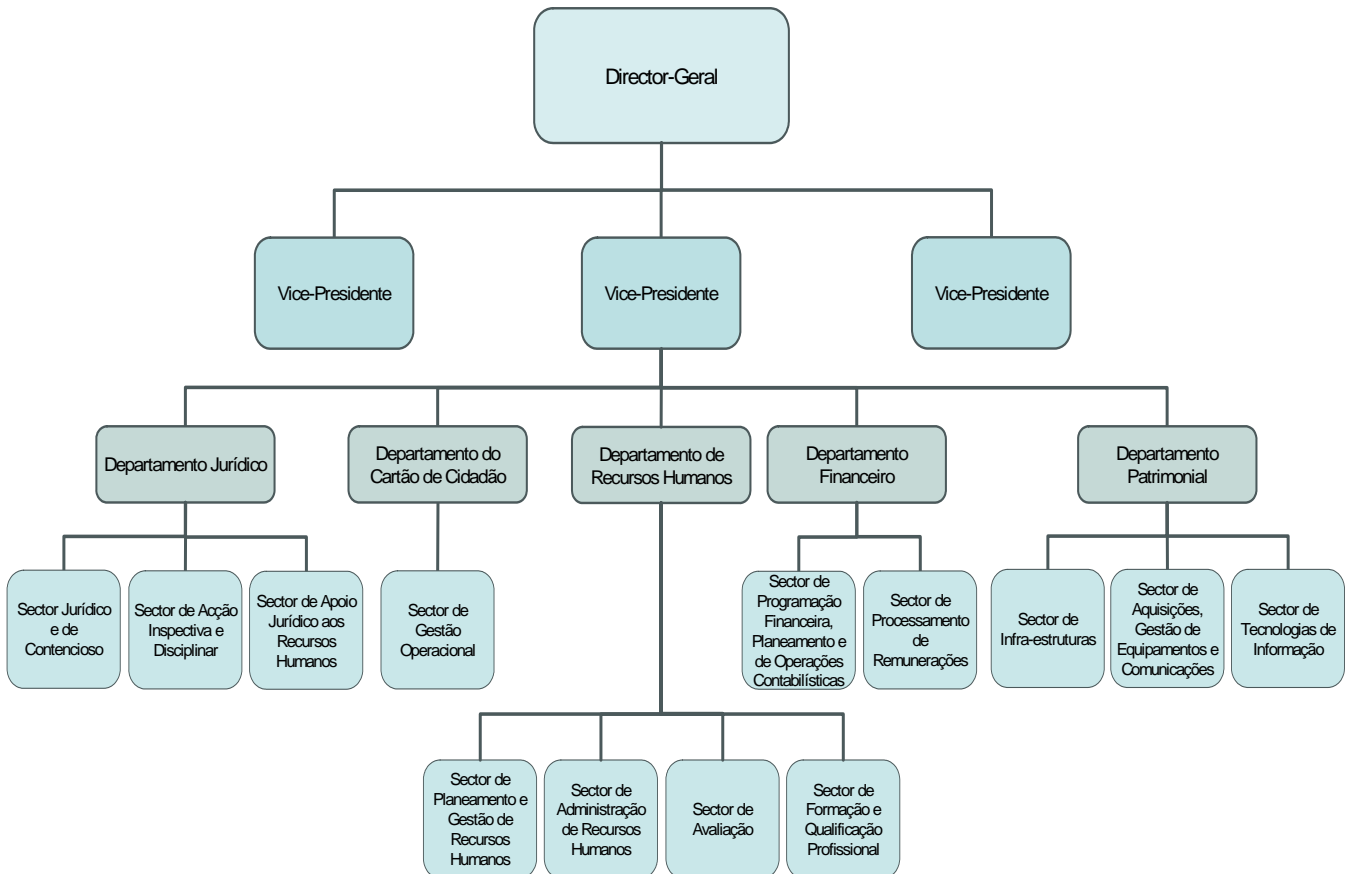 Director-Geral
Vice-Presidente
Vice-Presidente
Vice-Presidente
Departamento Jurídico
Departamento do
Cartão de Cidadão
Departamento de
Recursos Humanos
Departamento
Financeiro
Departamento
Patrimonial
Sector Jurídico
e de
Contencioso
Sector de Acção
Inspectiva e
Disciplinar
Sector de Apoio
Jurídico aos
Recursos
Humanos
Sector de
Gestão
Operacional
Sector de
Programação
Financeira,
Planeamento e
de Operações
Contabilísticas
Sector de
Processamento
de
Remunerações
Sector de
Infra-estruturas
Sector de
Aquisições,
Gestão de
Equipamentos e
Comunicações
Sector de
Tecnologias de
Informação
Sector de
Planeamento e
Gestão de
Recursos
Humanos
Sector de
Administração
de Recursos
Humanos
Sector de
Avaliação
Sector de
Formação e
Qualificação
Profissional